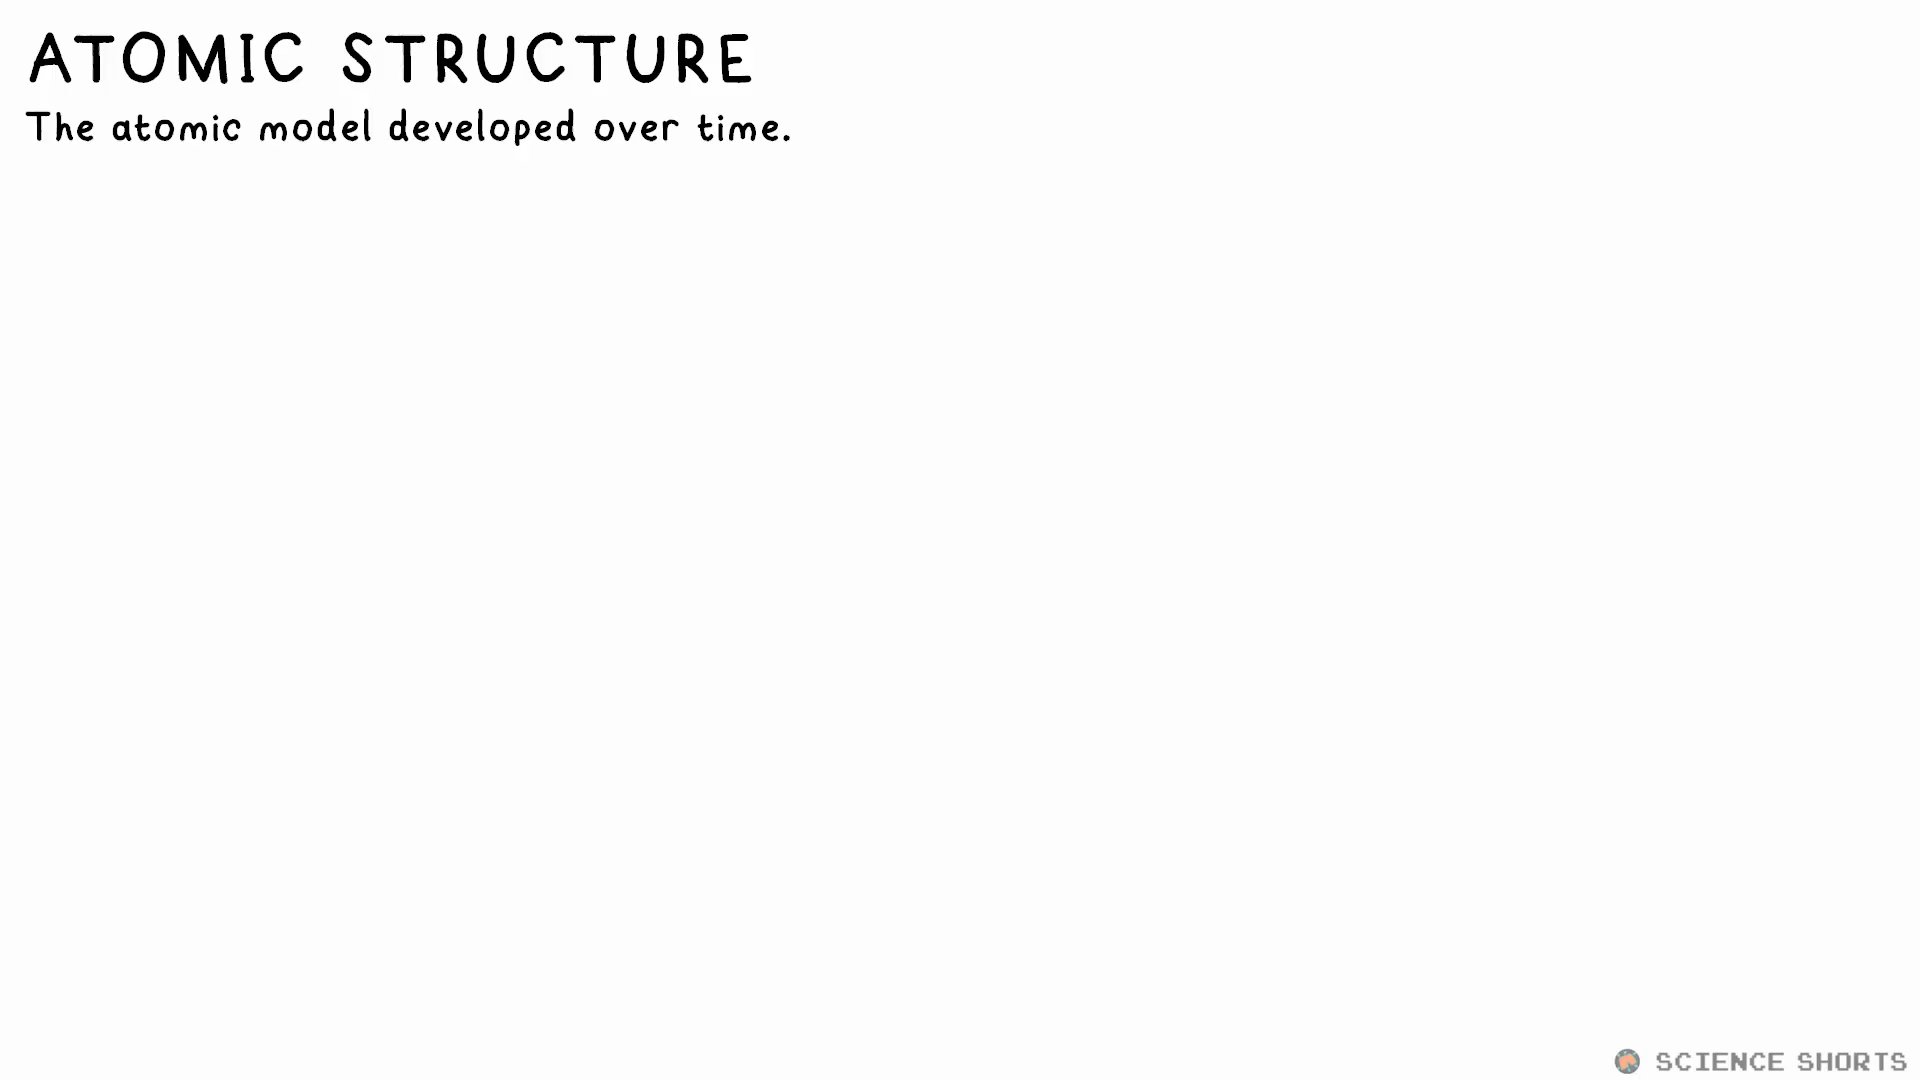 ATOMIC STRUCTURE
The atomic model developed over time.
SCIENCE SHORTS